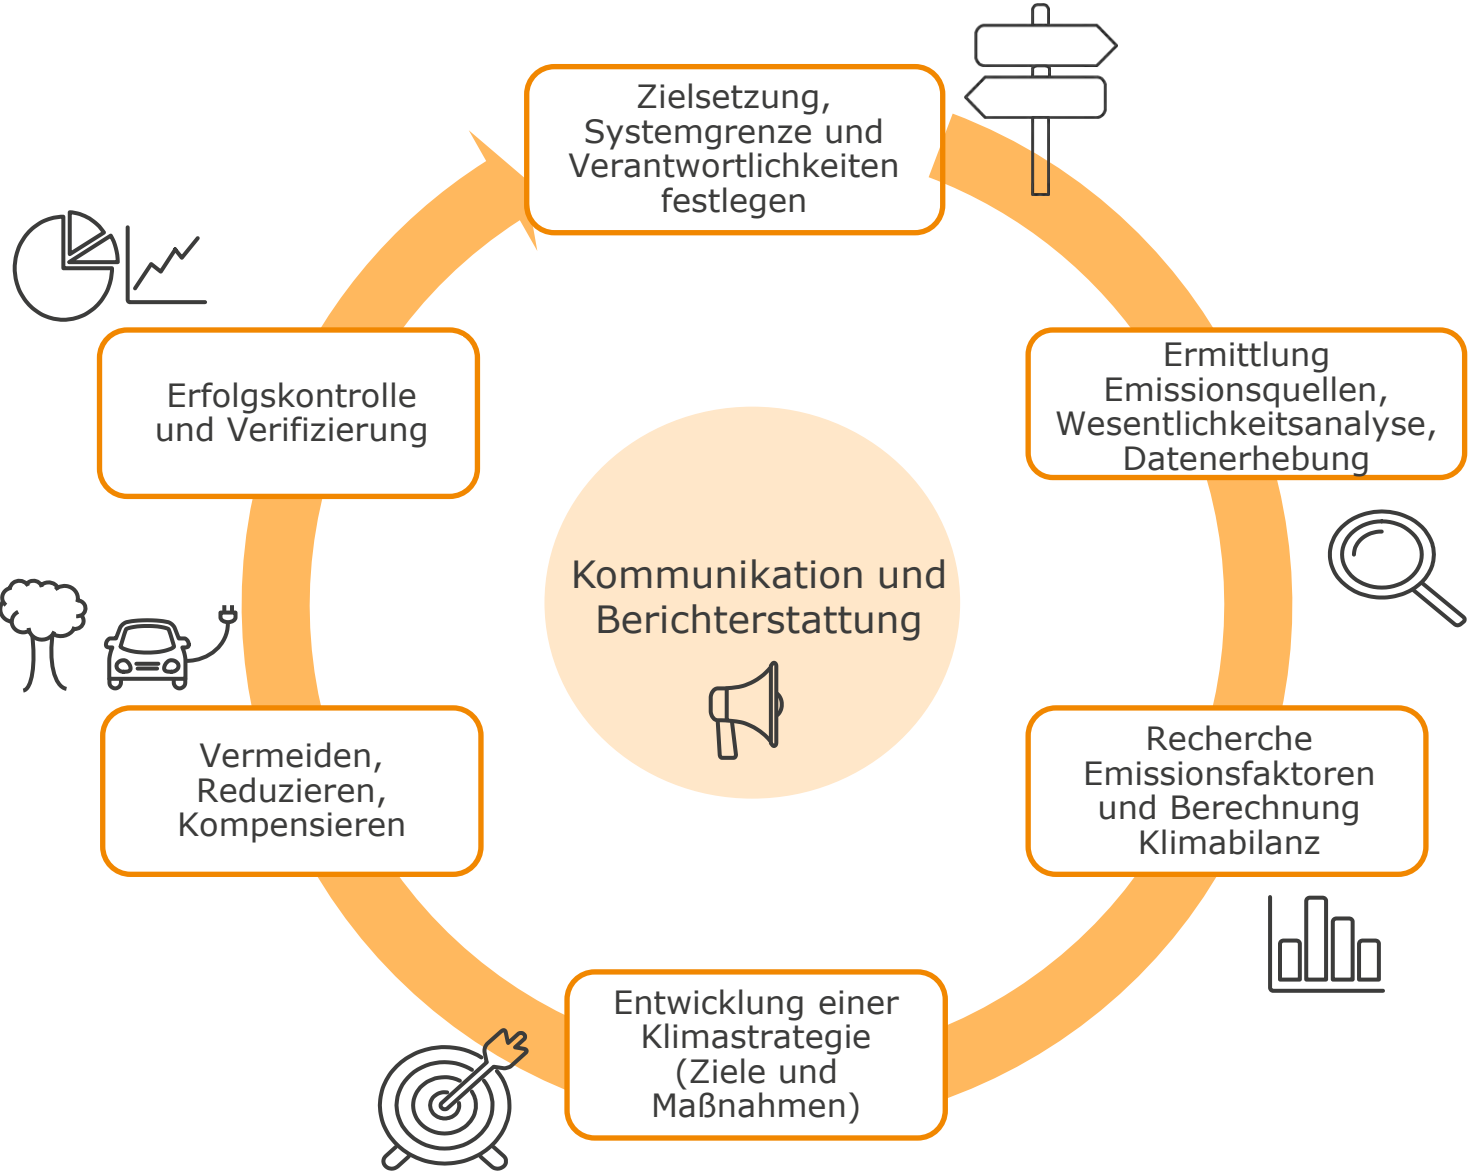 Zielsetzung,
Systemgrenze und
Verantwortlichkeiten
festlegen
Ermittlung
Emissionsquellen,
Wesentlichkeitsanalyse,
Datenerhebung
Recherche
Emissionsfaktoren
und Berechnung
Klimabilanz
Entwicklung einer
Klimastrategie
(Ziele und
Maßnahmen)
Vermeiden,
Reduzieren,
Kompensieren
Erfolgskontrolle
und Verifizierung
Kommunikation und
Berichterstattung